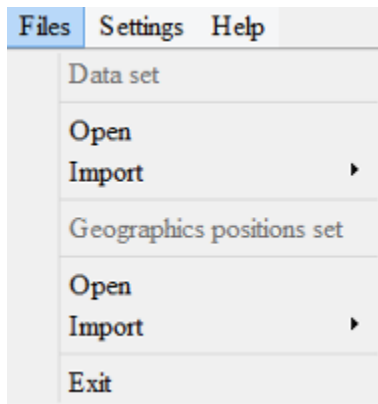 Files Settings Help
Data set
Open
Import
Geographics positions set
Open
Import
Exit